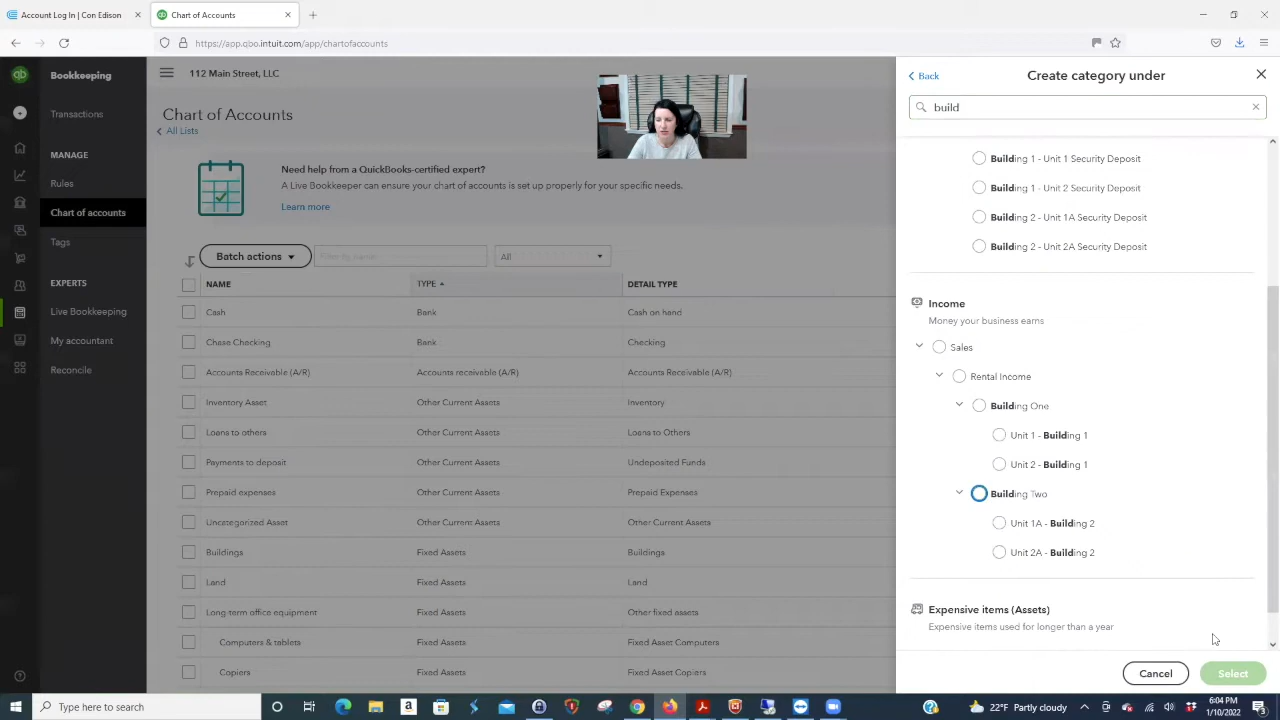 Account Log In | Con Edison
Chart of Accounts
https://app.qbo.intuit.com/app/chartofaccounts
qb
Bookkeeping
Transactions
MANAGE
Rules
Chart of accounts
Tags
EXPERTS
Live Bookkeeping
My accountant
Reconcile
112 Main Street, LLC
Chart of Accounts
All Lists
Need help from a QuickBooks-certified expert?
A Live Bookkeeper can ensure your chart of accounts is set up properly for your specific needs.
Learn more
Batch actions
Filter by name
All
NAME TYPE DETAIL TYPE
Cash Bank Cash on hand
Chase Checking Bank Checking
Accounts Receivable (A/R) Accounts receivable (A/R) Accounts Receivable (A/R)
Inventory Asset Other Current Assets Inventory
Loans to others Other Current Assets Loans to Others
Payments to deposit Other Current Assets Undeposited Funds
Prepaid expenses Other Current Assets Prepaid Expenses
Uncategorized Asset Other Current Assets Other Current Assets
Buildings Fixed Assets Buildings
Land Fixed Assets Land
Long-term office equipment Fixed Assets Other fixed assets
Computers & tablets Fixed Assets Fixed Asset Computers
Copiers Fixed Assets Fixed Asset Copiers
Back
Create category under
build
Building 1 - Unit 1 Security Deposit
Building 1 - Unit 2 Security Deposit
Building 2 - Unit 1A Security Deposit
Building 2 - Unit 2A Security Deposit
Income
Money your business earns
Sales
Rental Income
Building One
Unit 1 - Building 1
Unit 2 - Building 1
Building Two
Unit 1A - Building 2
Unit 2A - Building 2
Expensive items (Assets)
Expensive items used for longer than a year
Cancel
Select
Type here to search
22°F Partly cloudy
6:04 PM
1/10/2022